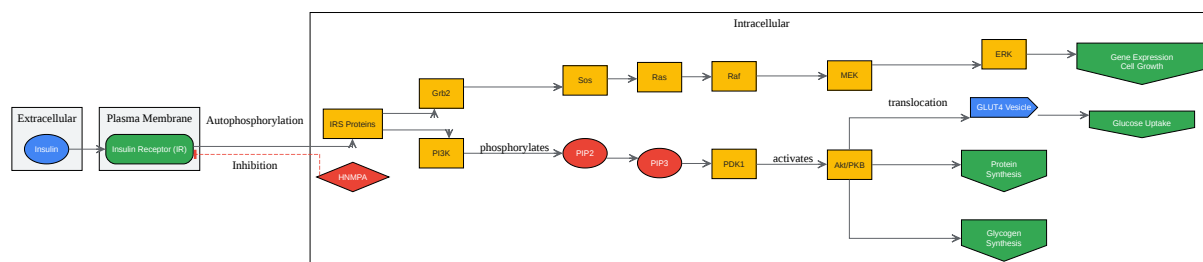 Intracellular
Extracellular
Insulin
Plasma Membrane
Insulin Receptor (IR)
Autophosphorylation
Inhibition
IRS Proteins
HNMPA
Grb2
Sos
Ras
Raf
MEK
ERK
Gene Expression
Cell Growth
PI3K
phosphorylates
PIP2
PIP3
PDK1
activates
Akt/PKB
translocation
GLUT4 Vesicle
Glucose Uptake
Protein
Synthesis
Glycogen
Synthesis